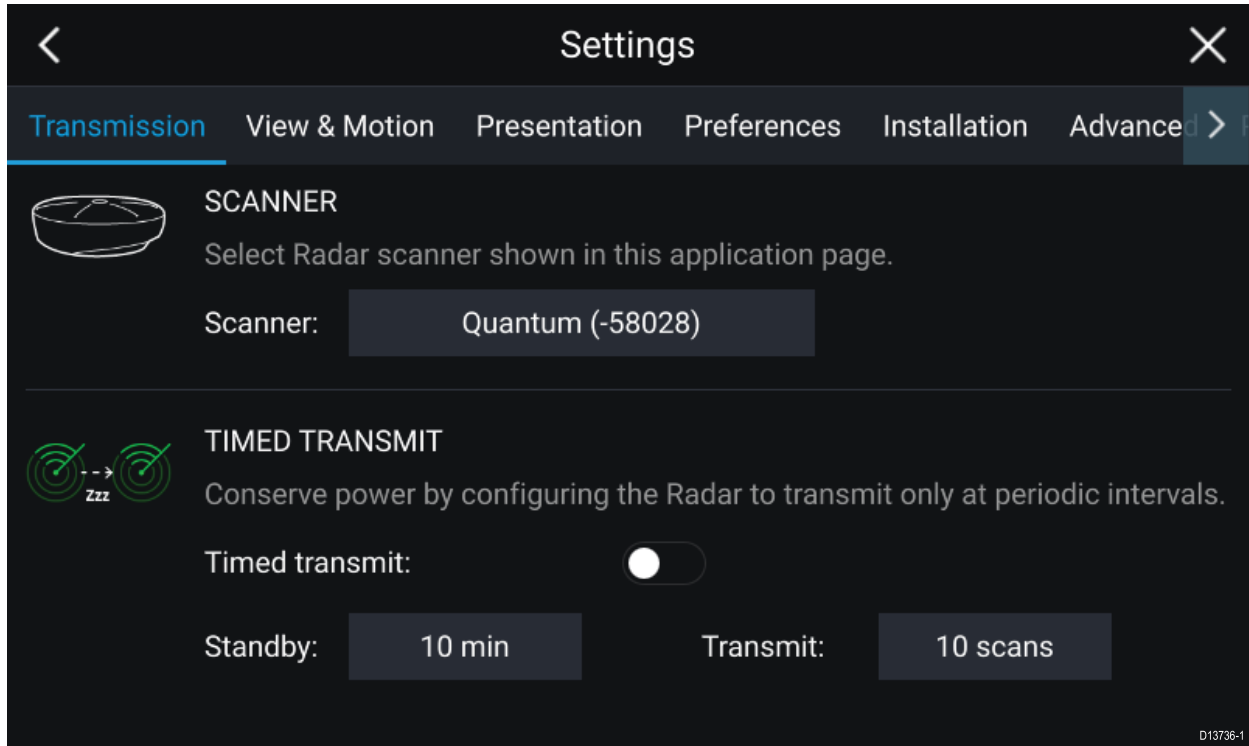 Settings
Transmission View & Motion Presentation Preferences Installation Advanced
SCANNER
Select Radar scanner shown in this application page.
Scanner: Quantum (-58028)
TIMED TRANSMIT
Conserve power by configuring the Radar to transmit only at periodic intervals.
Zzz
Timed transmit:
Standby: 10 min Transmit: 10 scans
D13736-1